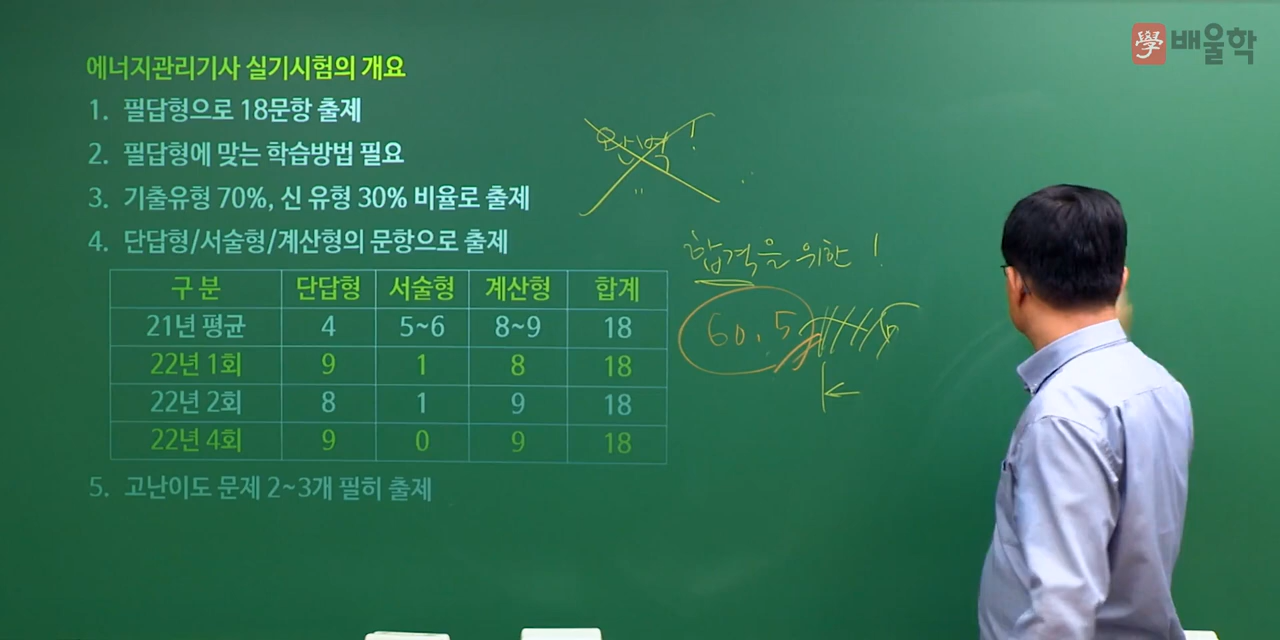 學 배울학
에너지관리기사 실기시험의 개요
1. 필답형으로 18문항 출제
2. 필답형에 맞는 학습방법 필요
3. 기출유형 70%, 신 유형 30% 비율로 출제
4. 단답형/서술형/계산형의 문항으로 출제
구 분 단답형 서술형 계산형 합계
21년 평균 4 5~6 8~9 18
22년 1회 9 1 8 18
22년 2회 8 1 9 18
22년 4회 9 0 9 18
5. 고난이도 문제 2~3개 필히 출제
완벽!
합격을 위한!
60.5